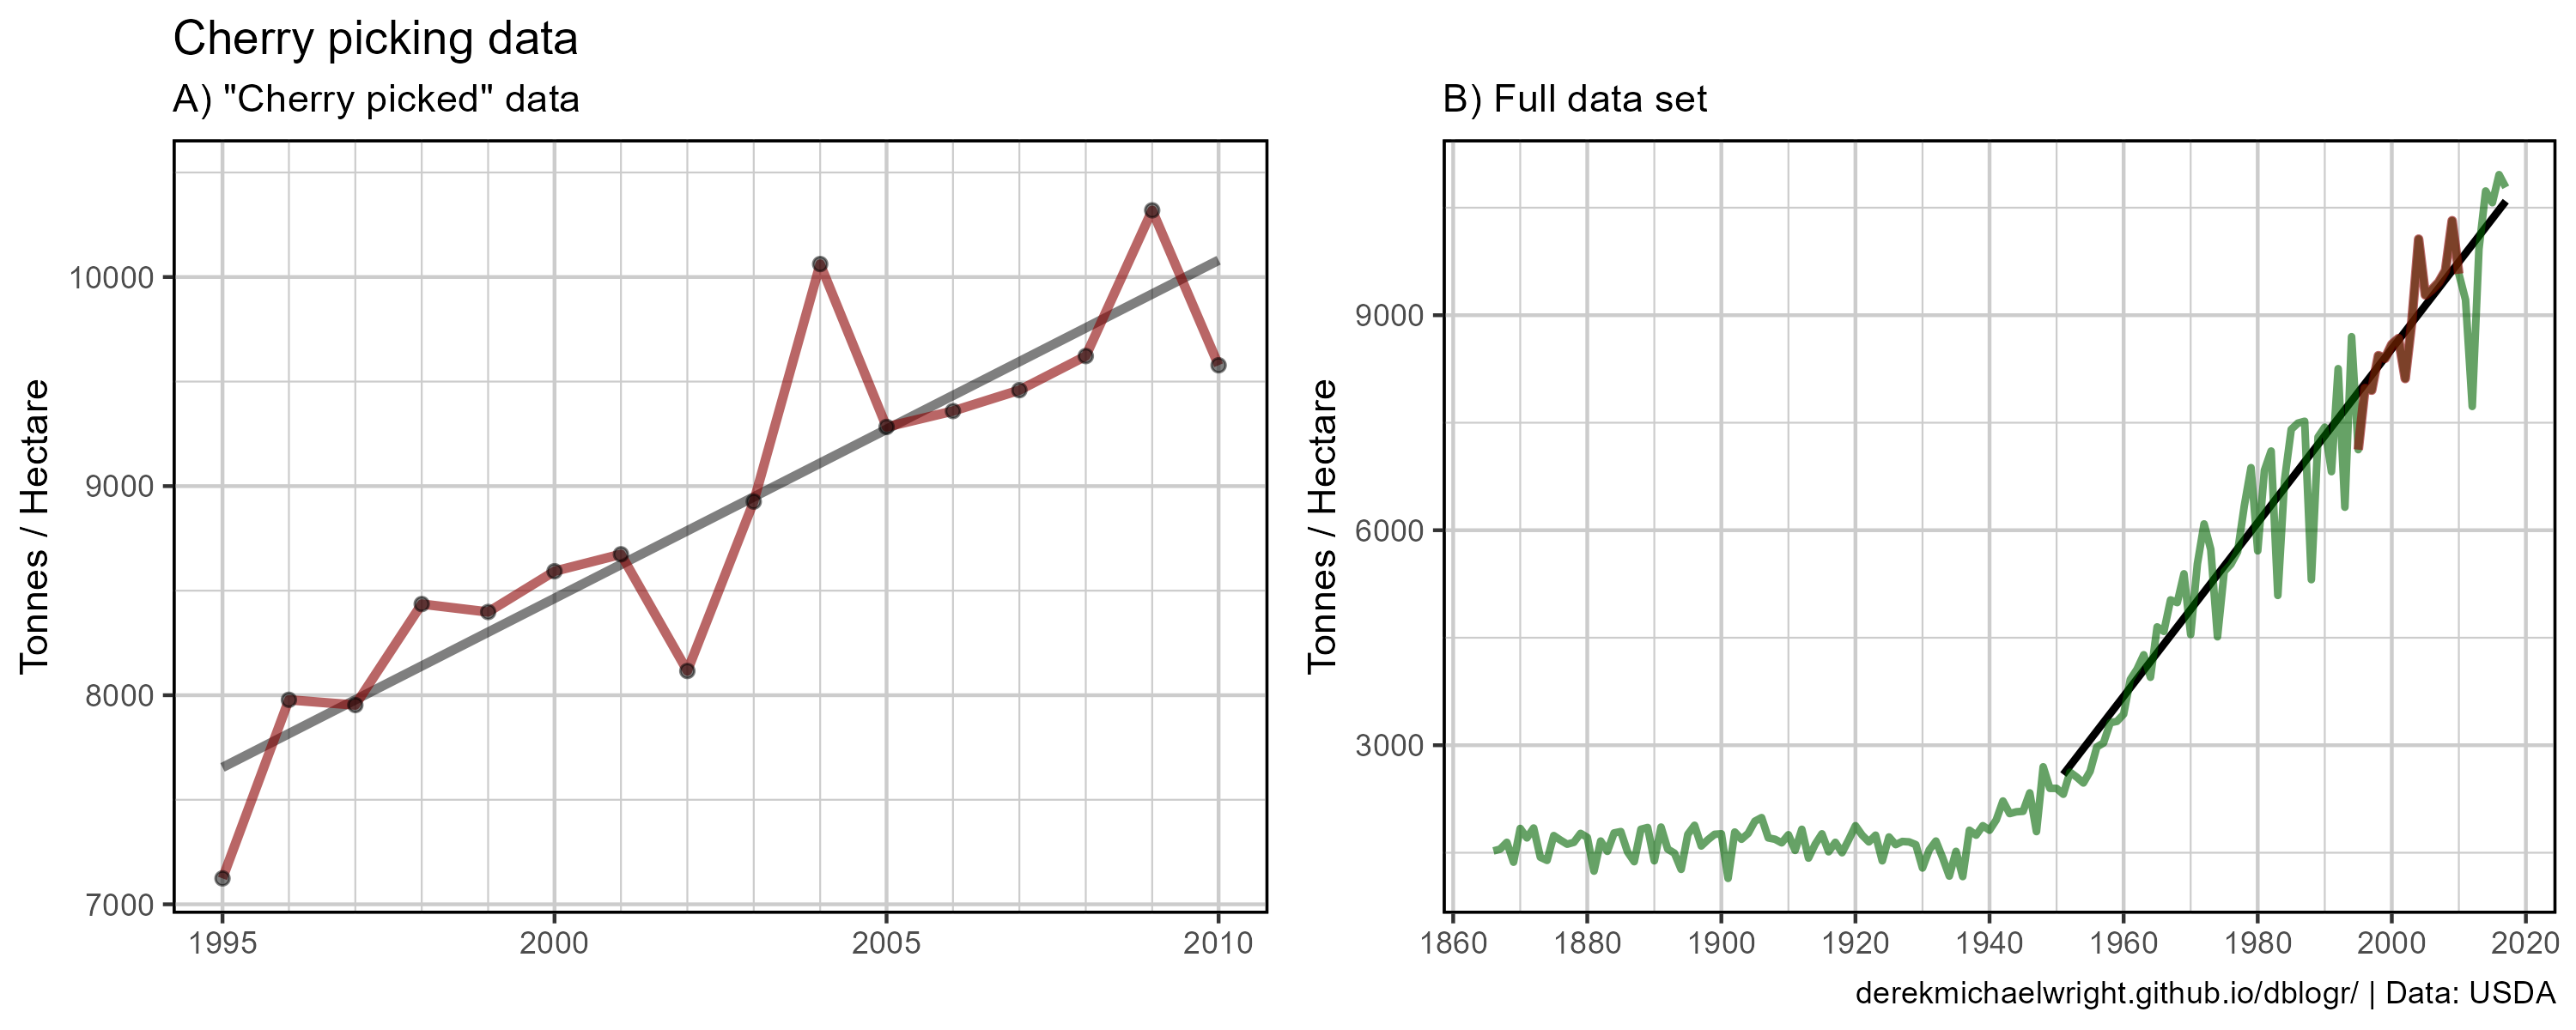 Cherry picking data
A) "Cherry picked" data
Tonnes / Hectare
10000
9000
8000
7000
1995 2000 2005 2010
B) Full data set
Tonnes / Hectare
9000
6000
3000
1860 1880 1900 1920 1940 1960 1980 2000 2020
derekmichaelwright.github.io/dblogr/ | Data: USDA